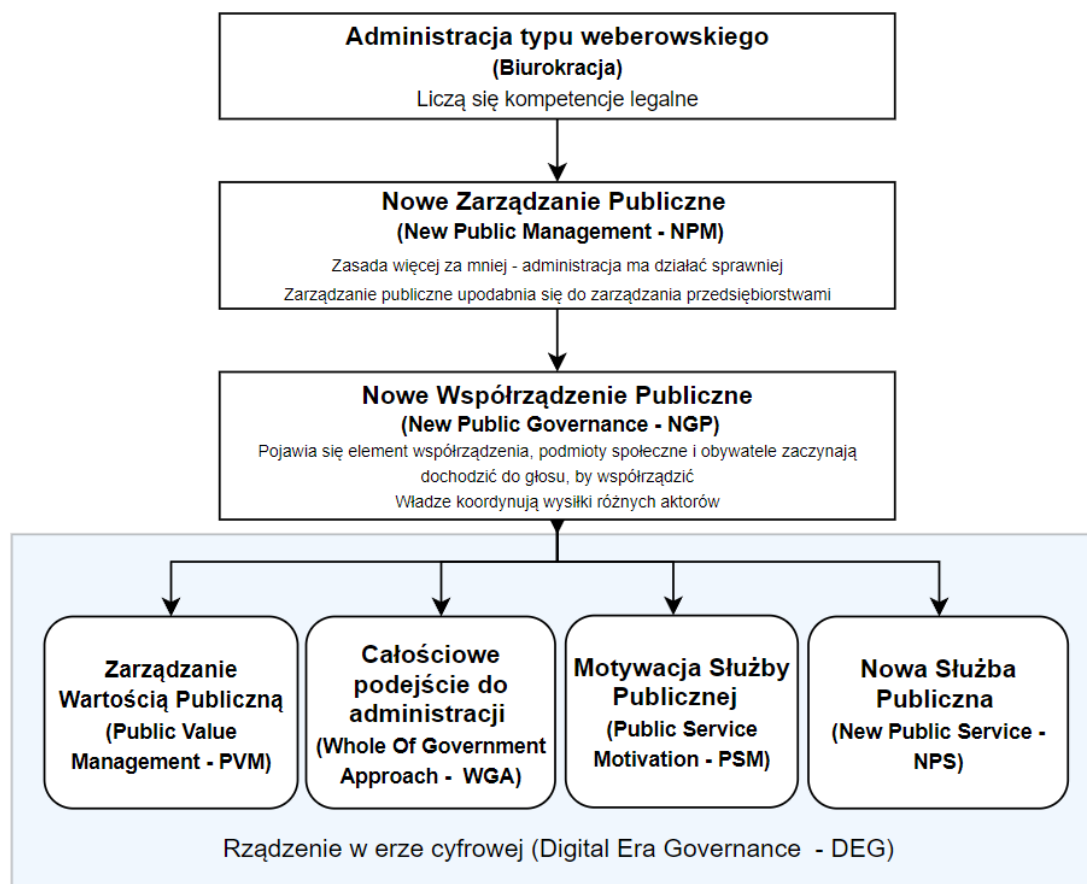 Administracja typu weberowskiego
(Biurokracja)
Liczą się kompetencje legalne
Nowe Zarządzanie Publiczne
(New Public Management - NPM)
Zasada więcej za mniej - administracja ma działać sprawniej
Zarządzanie publiczne upodabnia się do zarządzania przedsiębiorstwami
Nowe Współrządzenie Publiczne
(New Public Governance - NGP)
Pojawia się element współrządzenia, podmioty społeczne i obywatele zaczynają
dochodzić do głosu, by współrządzić
Władze koordynują wysiłki różnych aktorów
Zarządzanie
Wartością Publiczną
(Public Value
Management - PVM)
Całościowe
podejście do
administracji
(Whole Of Government
Approach - WGA)
Motywacja Służby
Publicznej
(Public Service
Motivation - PSM)
Nowa Służba
Publiczna
(New Public Service -
NPS)
Rządzenie w erze cyfrowej (Digital Era Governance - DEG)